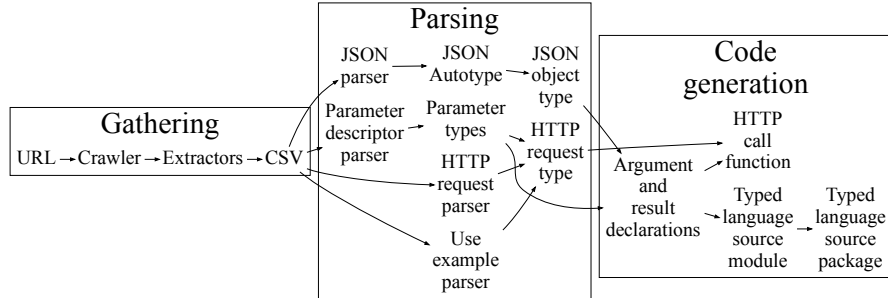 Gathering
URL
Crawler
Extractors
CSV
Parsing
JSON
parser
JSON
Autotype
JSON
object
type
Parameter
descriptor
parser
Parameter
types
HTTP
request
type
HTTP
request
parser
Use
example
parser
Code
generation
Argument
and
result
declarations
HTTP
call
function
Typed
language
source
module
Typed
language
source
package